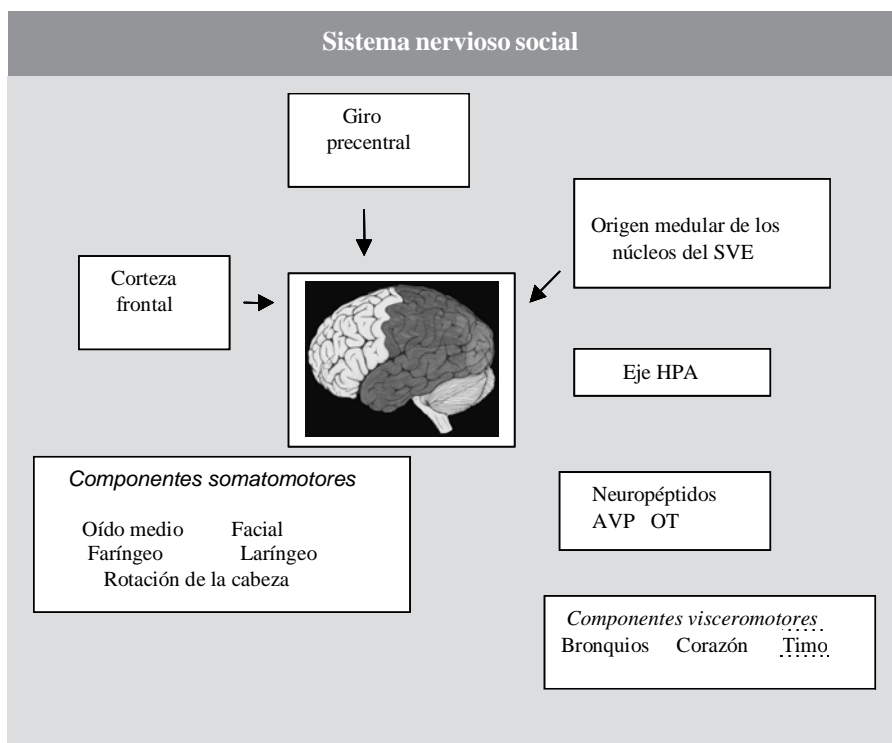 Sistema nervioso social
Giro
precentral
Origen medular de los
núcleos del SVE
Corteza
frontal
Eje HPA
Componentes somatomotores
Oído medio Facial
Faríngeo Laríngeo
Rotación de la cabeza
Neuropéptidos
AVP OT
Componentes visceromotores
Bronquios Corazón Timo